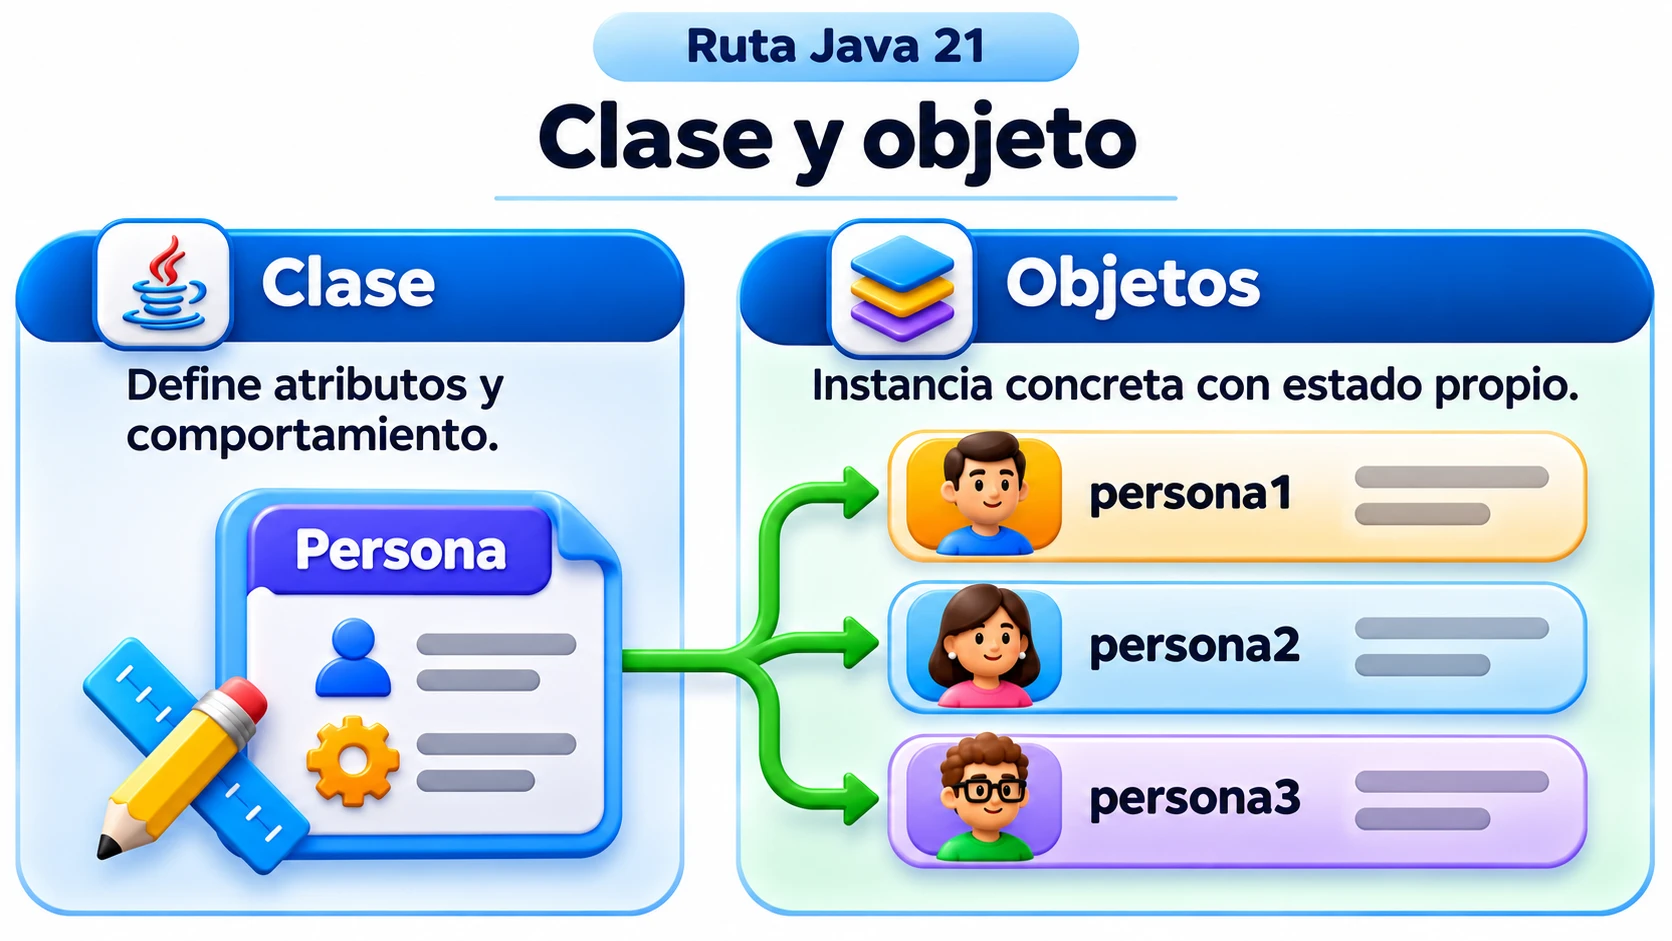 Ruta Java 21
Clase y objeto
Clase
Define atributos y
comportamiento.
Persona
Objetos
Instancia concreta con estado propio.
persona1
persona2
persona3